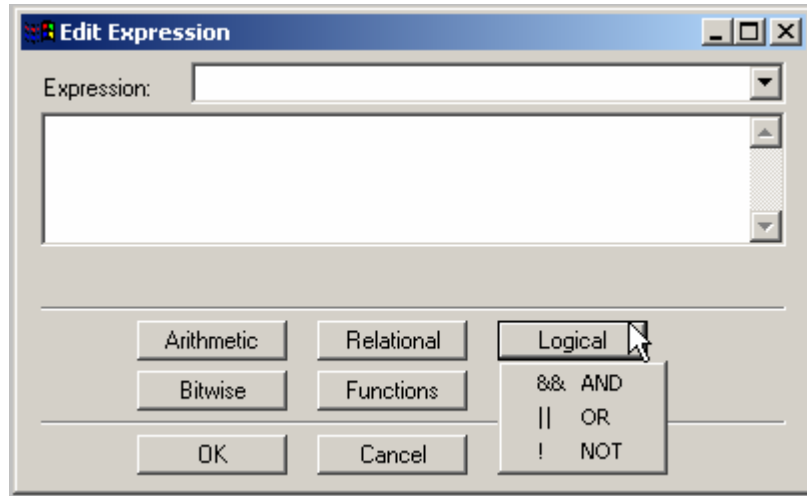 Edit Expression
Expression:
Arithmetic Relational Logical
Bitwise Functions
&& AND
|| OR
! NOT
OK Cancel